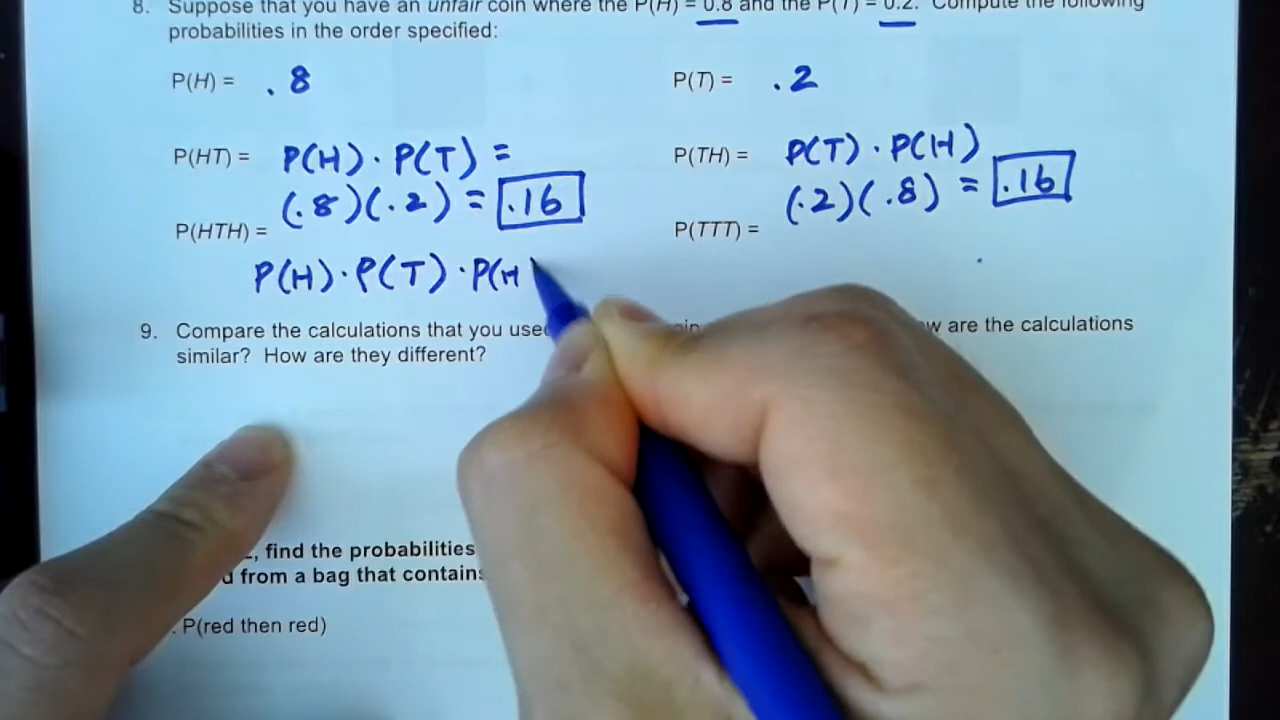 8. Suppose that you have an unfair coin where the P(H) = 0.8 and the P(T) = 0.2. Compute the following
probabilities in the order specified:
P(H) = .8
P(T) = .2
P(HT) = P(H) · P(T) =
(.8)(.2) = .16
P(TH) = P(T) · P(H)
(.2)(.8) = .16
P(HTH) =
P(H) · P(T) · P(H)
P(TTT) =
9. Compare the calculations that you used are the calculations
similar? How are they different?
, find the probabilities
from a bag that contains
P(red then red)